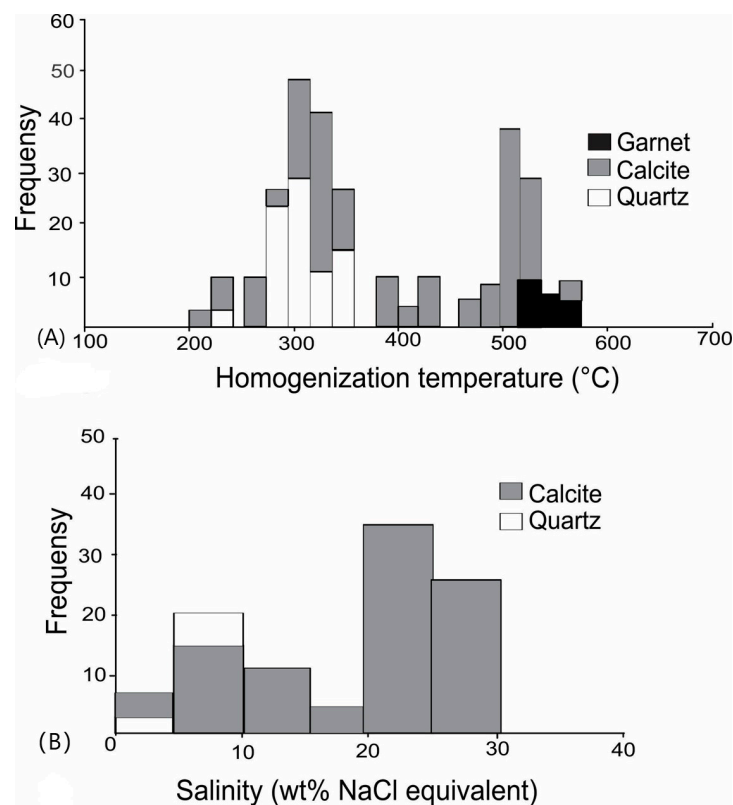 60
50
40
30
20
10
Frequensy
Garnet
Calcite
Quartz
(A)
100
200
300
400
500
600
700
Homogenization temperature (°C)
50
40
30
20
10
Frequensy
Calcite
Quartz
(B)
0
10
20
30
40
Salinity (wt% NaCl equivalent)